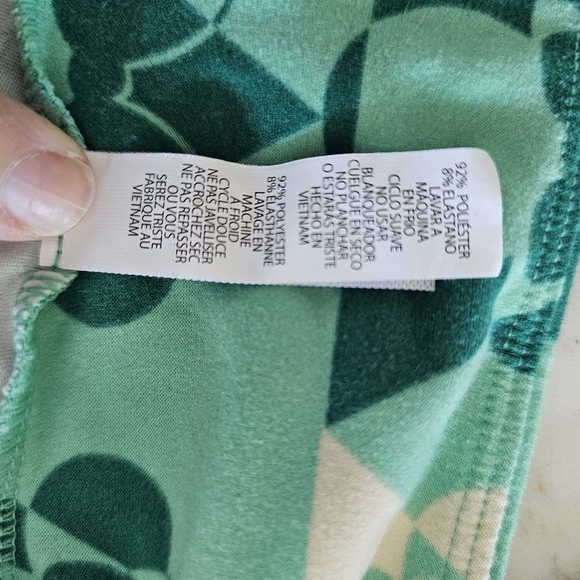 92% POLIÉSTER
8% ELASTANO
LAVAR A
MÁQUINA
EN FRIO
CICLO SUAVE
NO USAR
BLANQUEADOR
CUELGUE EN SECO
NO PLANCHAR
O ESTARAS TRISTE
HECHO EN
VIETNAM
92% POLYESTER
8% ÉLASTHANNE
LAVAGE EN
MACHINE
À FROID
CYCLE DOUCE
NE PAS JAVELLISER
ACCROCHEZ SEC
NE PAS REPASSER
OU VOUS
SEREZ TRISTE
FABRIQUÉ AU
VIETNAM